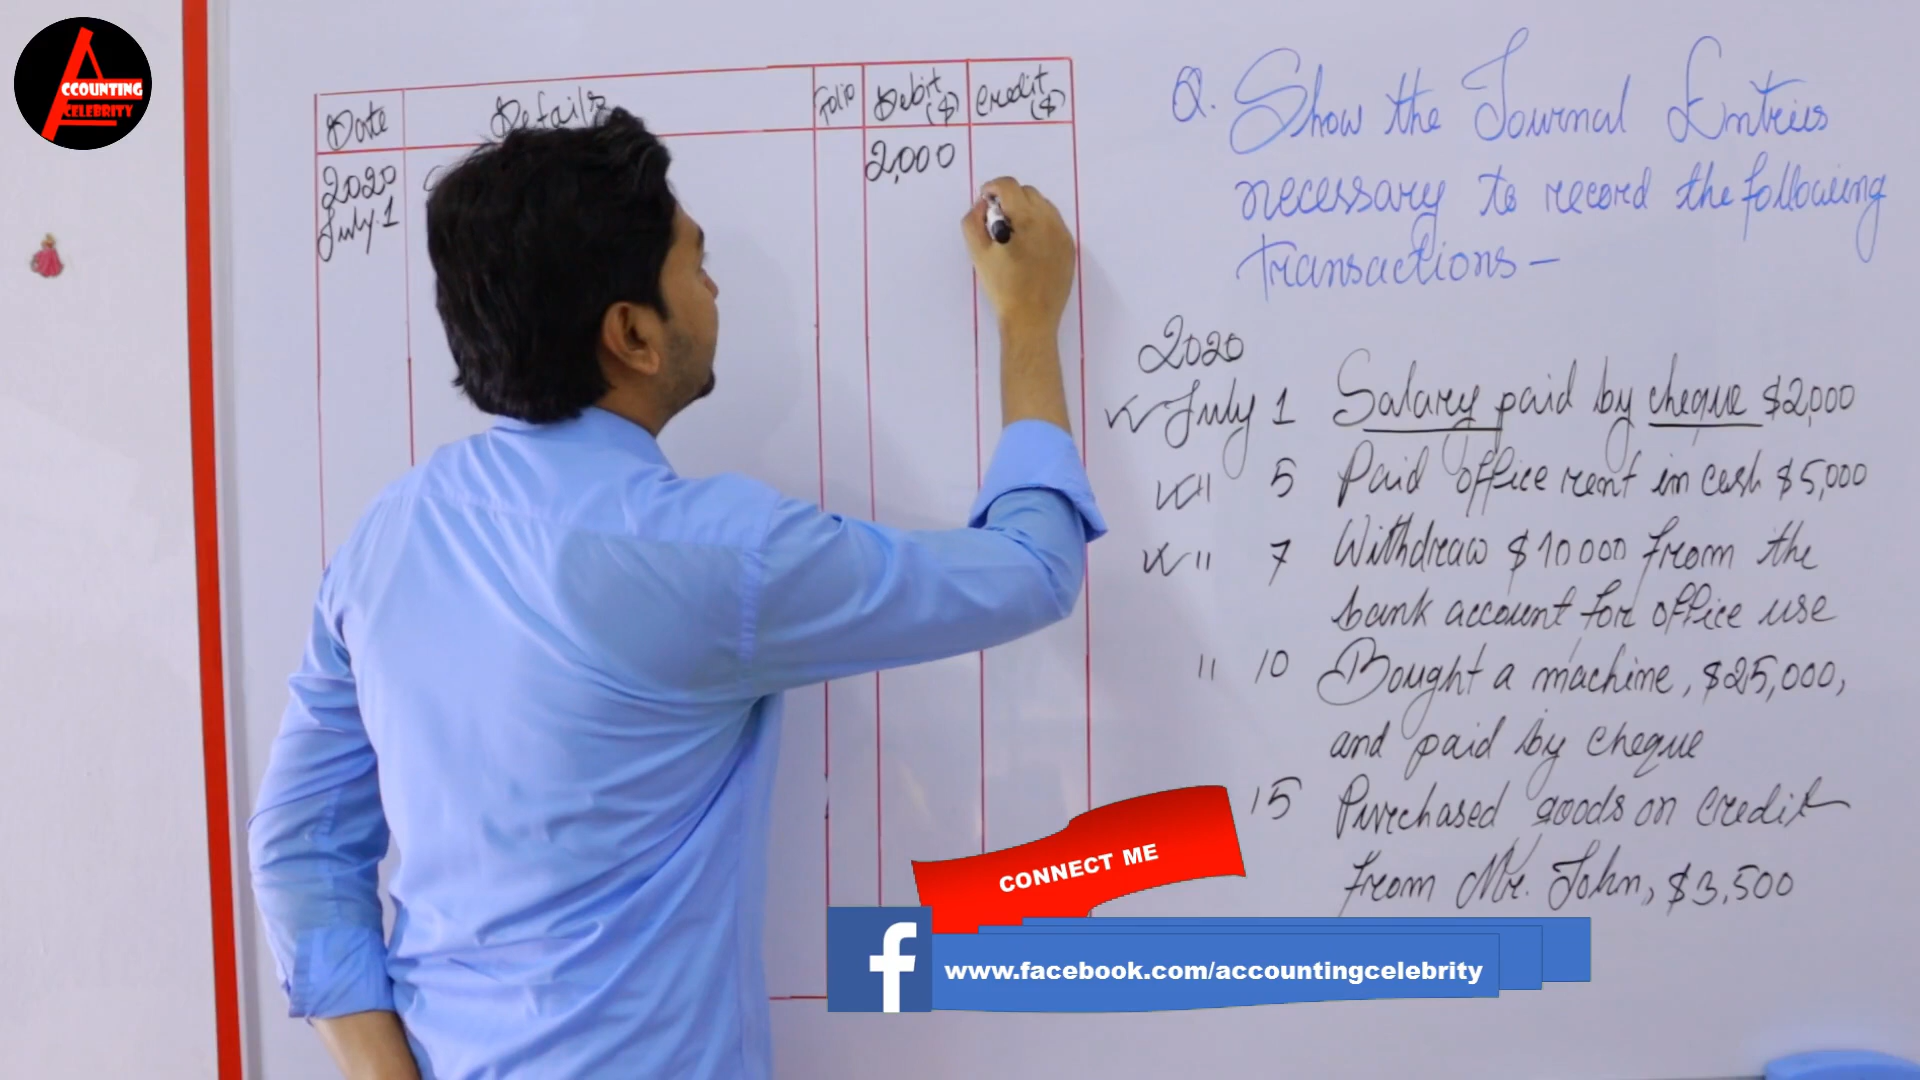 ACCOUNTING
CELEBRITY
Date Details Folio Debit ($) Credit ($)
2020
July.1
2,000
Q. Show the Journal Entries
necessary to record the following
transactions -
2020
July 1 Salary paid by cheque $2,000
" 5 Paid office rent in cash $5,000
" 7 Withdraw $10000 from the
bank account for office use
" 10 Bought a machine, $25,000,
and paid by cheque
15 Purchased goods on credit
from Mr. John, $3,500
CONNECT ME
f
www.facebook.com/accountingcelebrity